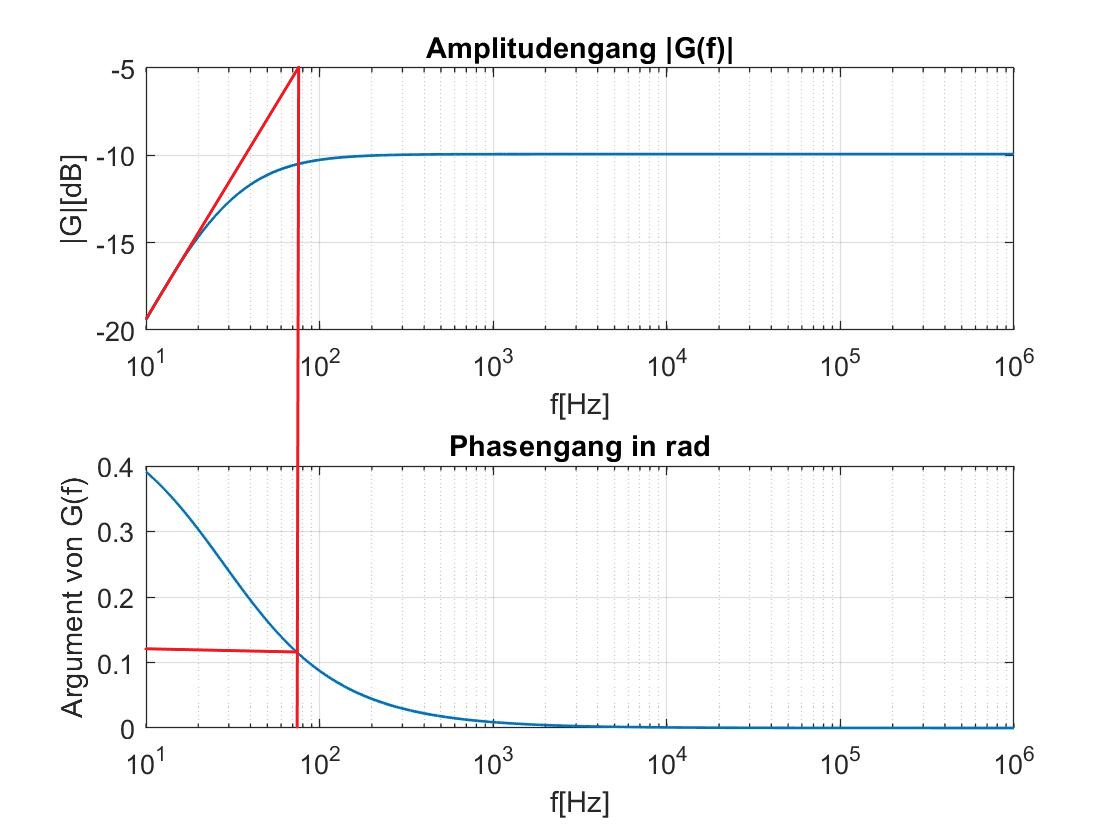 Amplitudengang |G(f)|
-5
-10
-15
-20
|G|[dB]
10^1 10^2 10^3 10^4 10^5 10^6
f[Hz]
Phasengang in rad
0.4
0.3
0.2
0.1
0
Argument von G(f)
10^1 10^2 10^3 10^4 10^5 10^6
f[Hz]